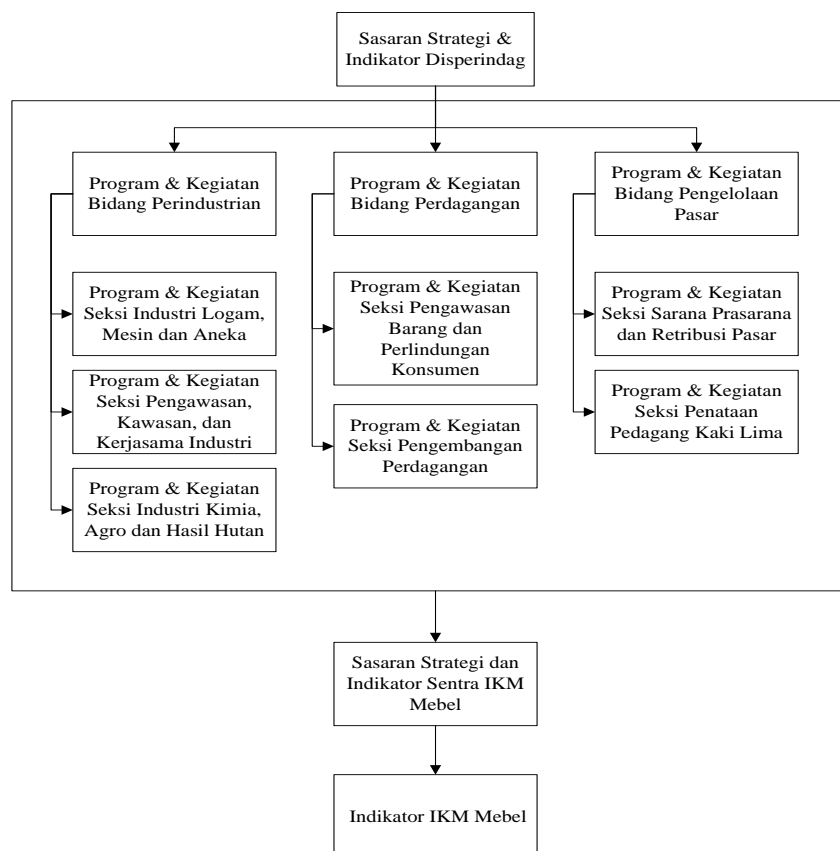 Sasaran Strategi &
Indikator Disperindag
Program & Kegiatan
Bidang Perindustrian
Program & Kegiatan
Bidang Perdagangan
Program & Kegiatan
Bidang Pengelolaan
Pasar
Program & Kegiatan
Seksi Industri Logam,
Mesin dan Aneka
Program & Kegiatan
Seksi Pengawasan
Barang dan
Perlindungan
Konsumen
Program & Kegiatan
Seksi Sarana Prasarana
dan Retribusi Pasar
Program & Kegiatan
Seksi Pengawasan,
Kawasan, dan
Kerjasama Industri
Program & Kegiatan
Seksi Pengembangan
Perdagangan
Program & Kegiatan
Seksi Penataan
Pedagang Kaki Lima
Program & Kegiatan
Seksi Industri Kimia,
Agro dan Hasil Hutan
Sasaran Strategi dan
Indikator Sentra IKM
Mebel
Indikator IKM Mebel